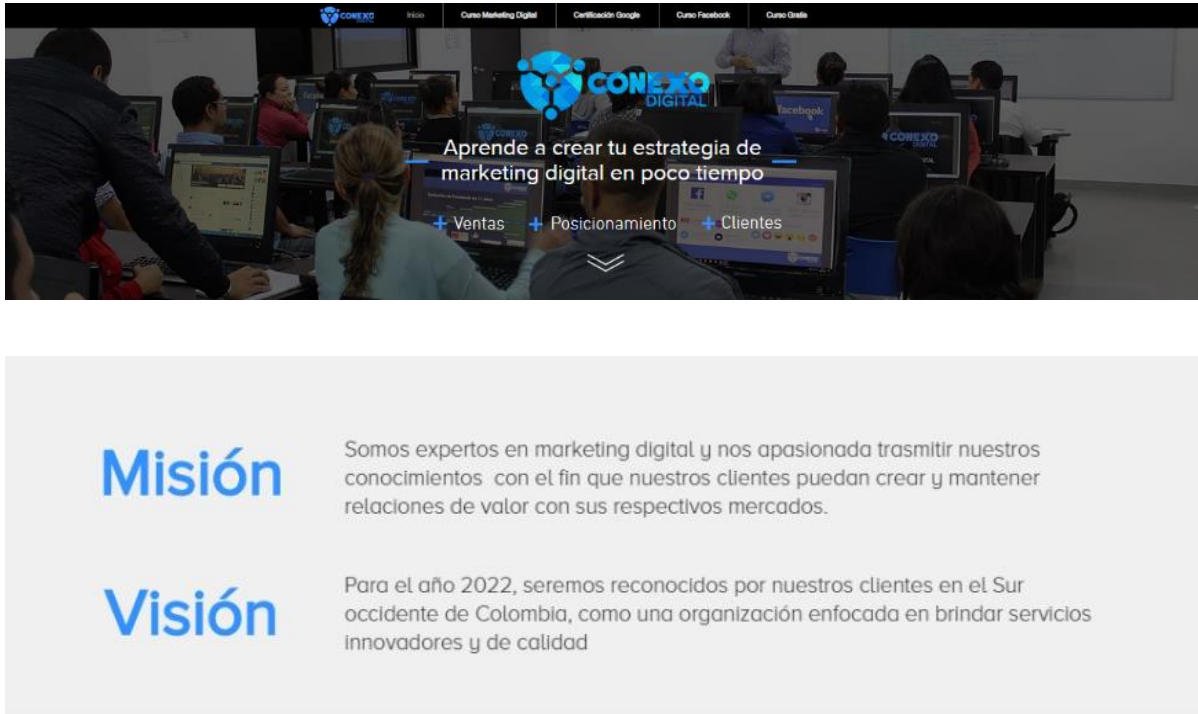 CONEXO DIGITAL Inicio Curso Marketing Digital Certificación Google Curso Facebook Curso Gratis
CONEXO
DIGITAL
facebook
CONEXO
DIGITAL
Aprende a crear tu estrategia de
marketing digital en poco tiempo
+ Ventas + Posicionamiento + Clientes
Misión
Somos expertos en marketing digital y nos apasionada trasmitir nuestros
conocimientos con el fin que nuestros clientes puedan crear y mantener
relaciones de valor con sus respectivos mercados.
Visión
Para el año 2022, seremos reconocidos por nuestros clientes en el Sur
occidente de Colombia, como una organización enfocada en brindar servicios
innovadores y de calidad